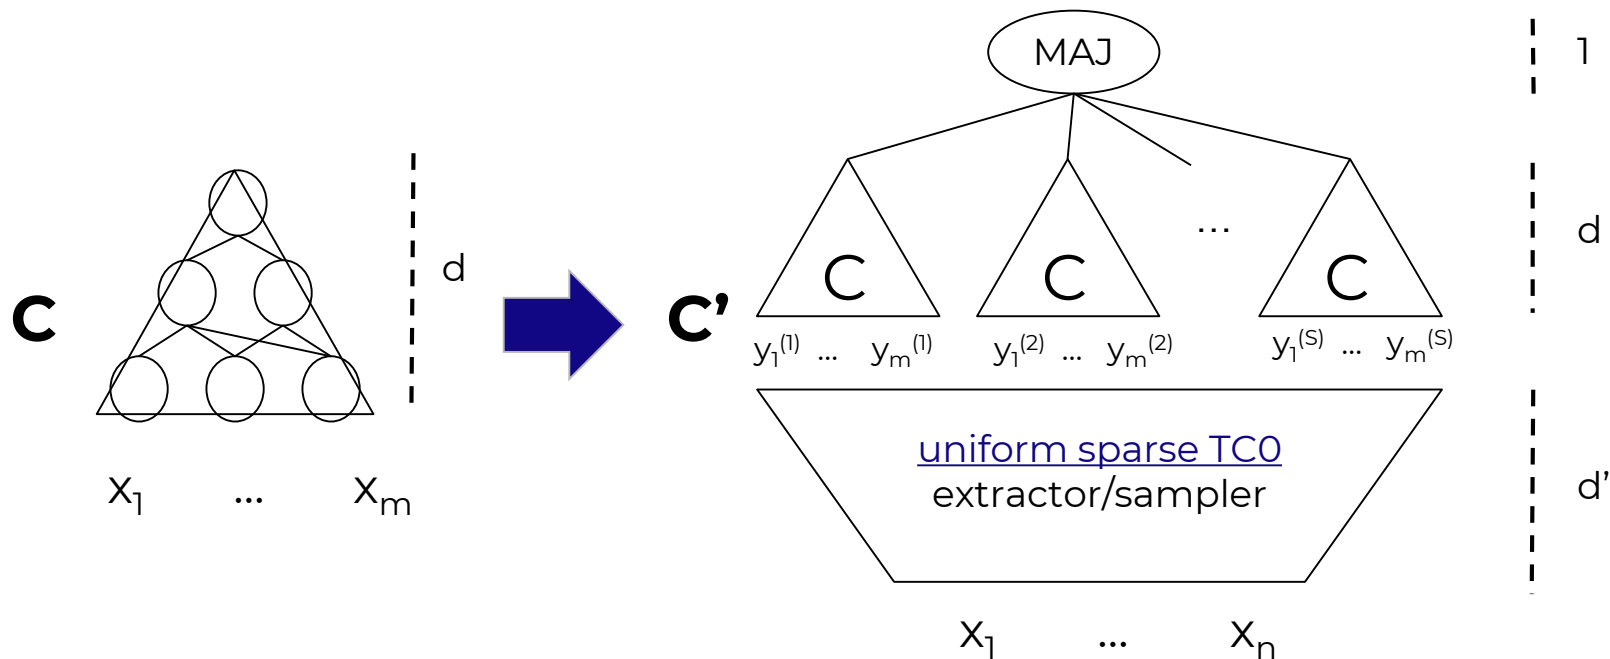 MAJ
1
d
C
x₁ ... xₘ
C’
C
C
...
C
d
y₁⁽¹⁾ ... yₘ⁽¹⁾ y₁⁽²⁾ ... yₘ⁽²⁾ y₁⁽ˢ⁾ ... yₘ⁽ˢ⁾
uniform sparse TC0
extractor/sampler
d’
x₁ ... xₙ